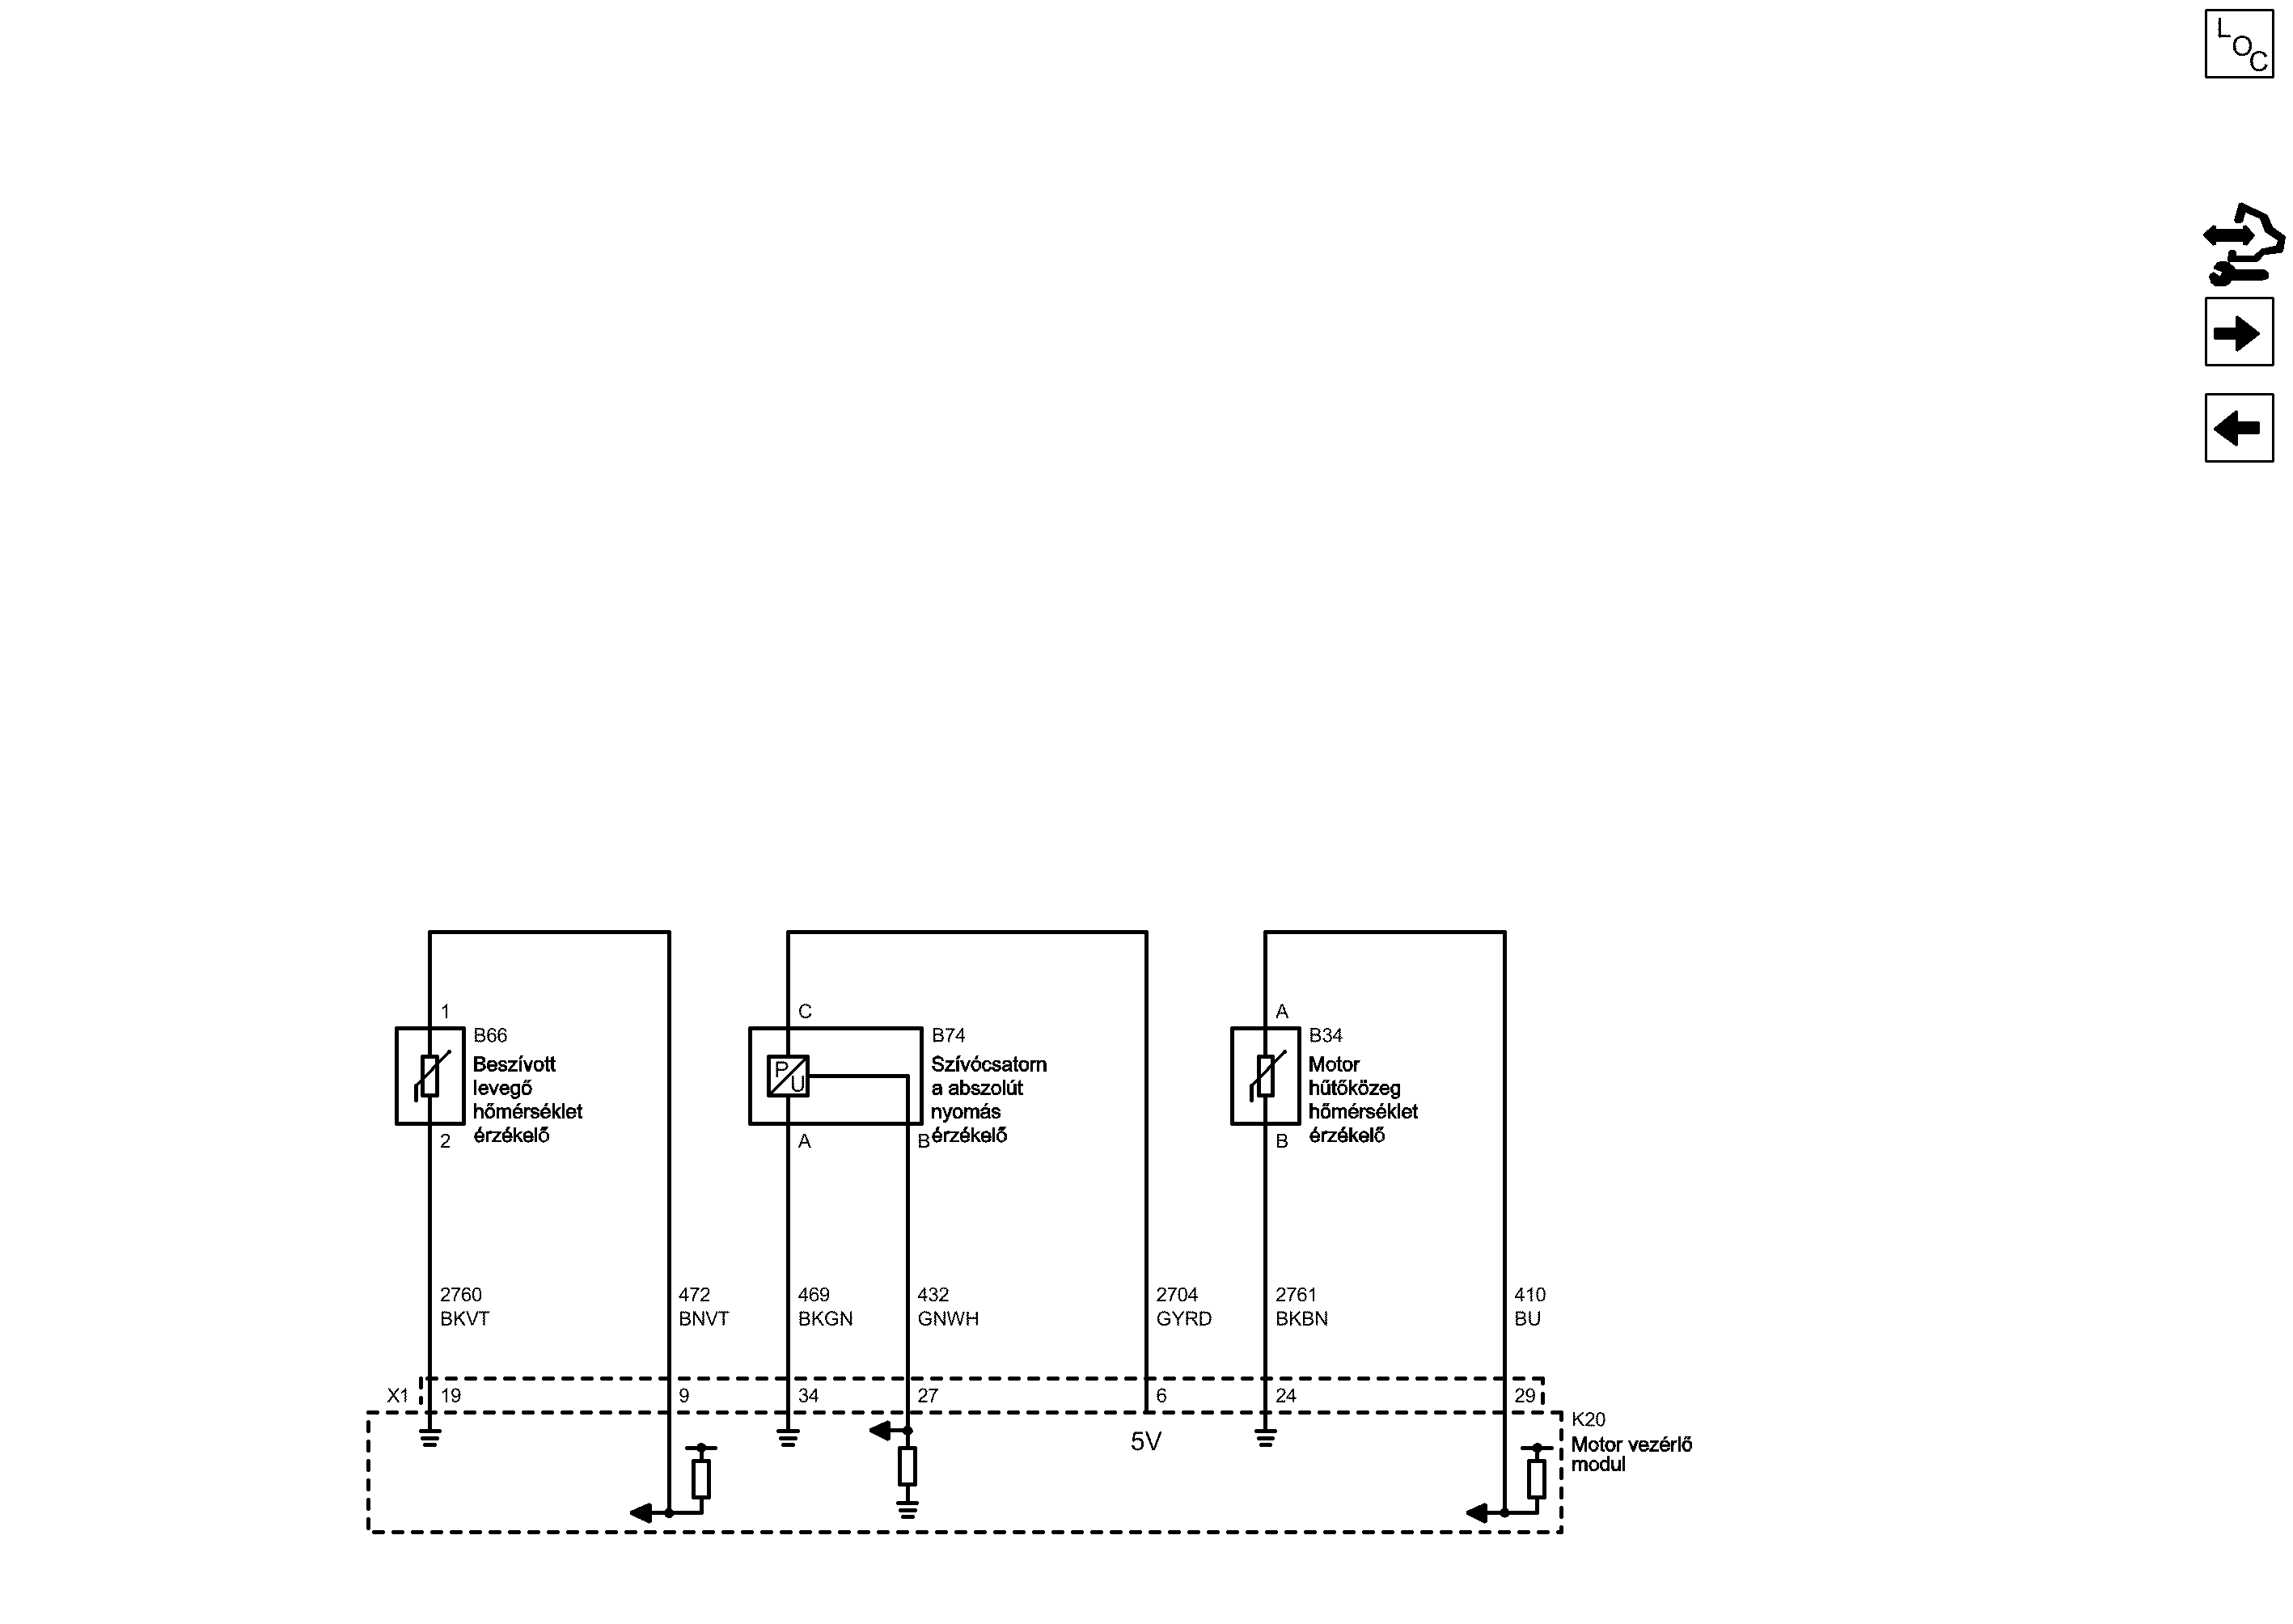 L
O
C
1
B66
Beszívott
levegő
hőmérséklet
érzékelő
2
C
B74
Szívócsatorn
a abszolút
nyomás
érzékelő
P
U
A
B
A
B34
Motor
hűtőközeg
hőmérséklet
érzékelő
B
2760
BKVT
472
BNVT
469
BKGN
432
GNWH
2704
GYRD
2761
BKBN
410
BU
X1
19
9
34
27
6
24
29
5V
K20
Motor vezérlő
modul